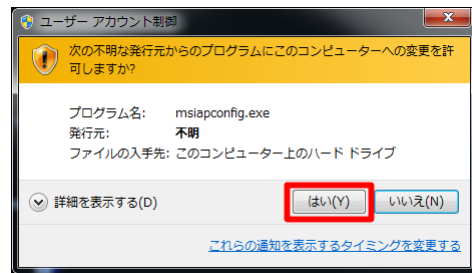 ユーザー アカウント制御
次の不明な発行元からのプログラムにこのコンピューターへの変更を許
可しますか?
プログラム名: msiapconfig.exe
発行元: 不明
ファイルの入手先: このコンピューター上のハード ドライブ
詳細を表示する(D)
はい(Y)
いいえ(N)
これらの通知を表示するタイミングを変更する